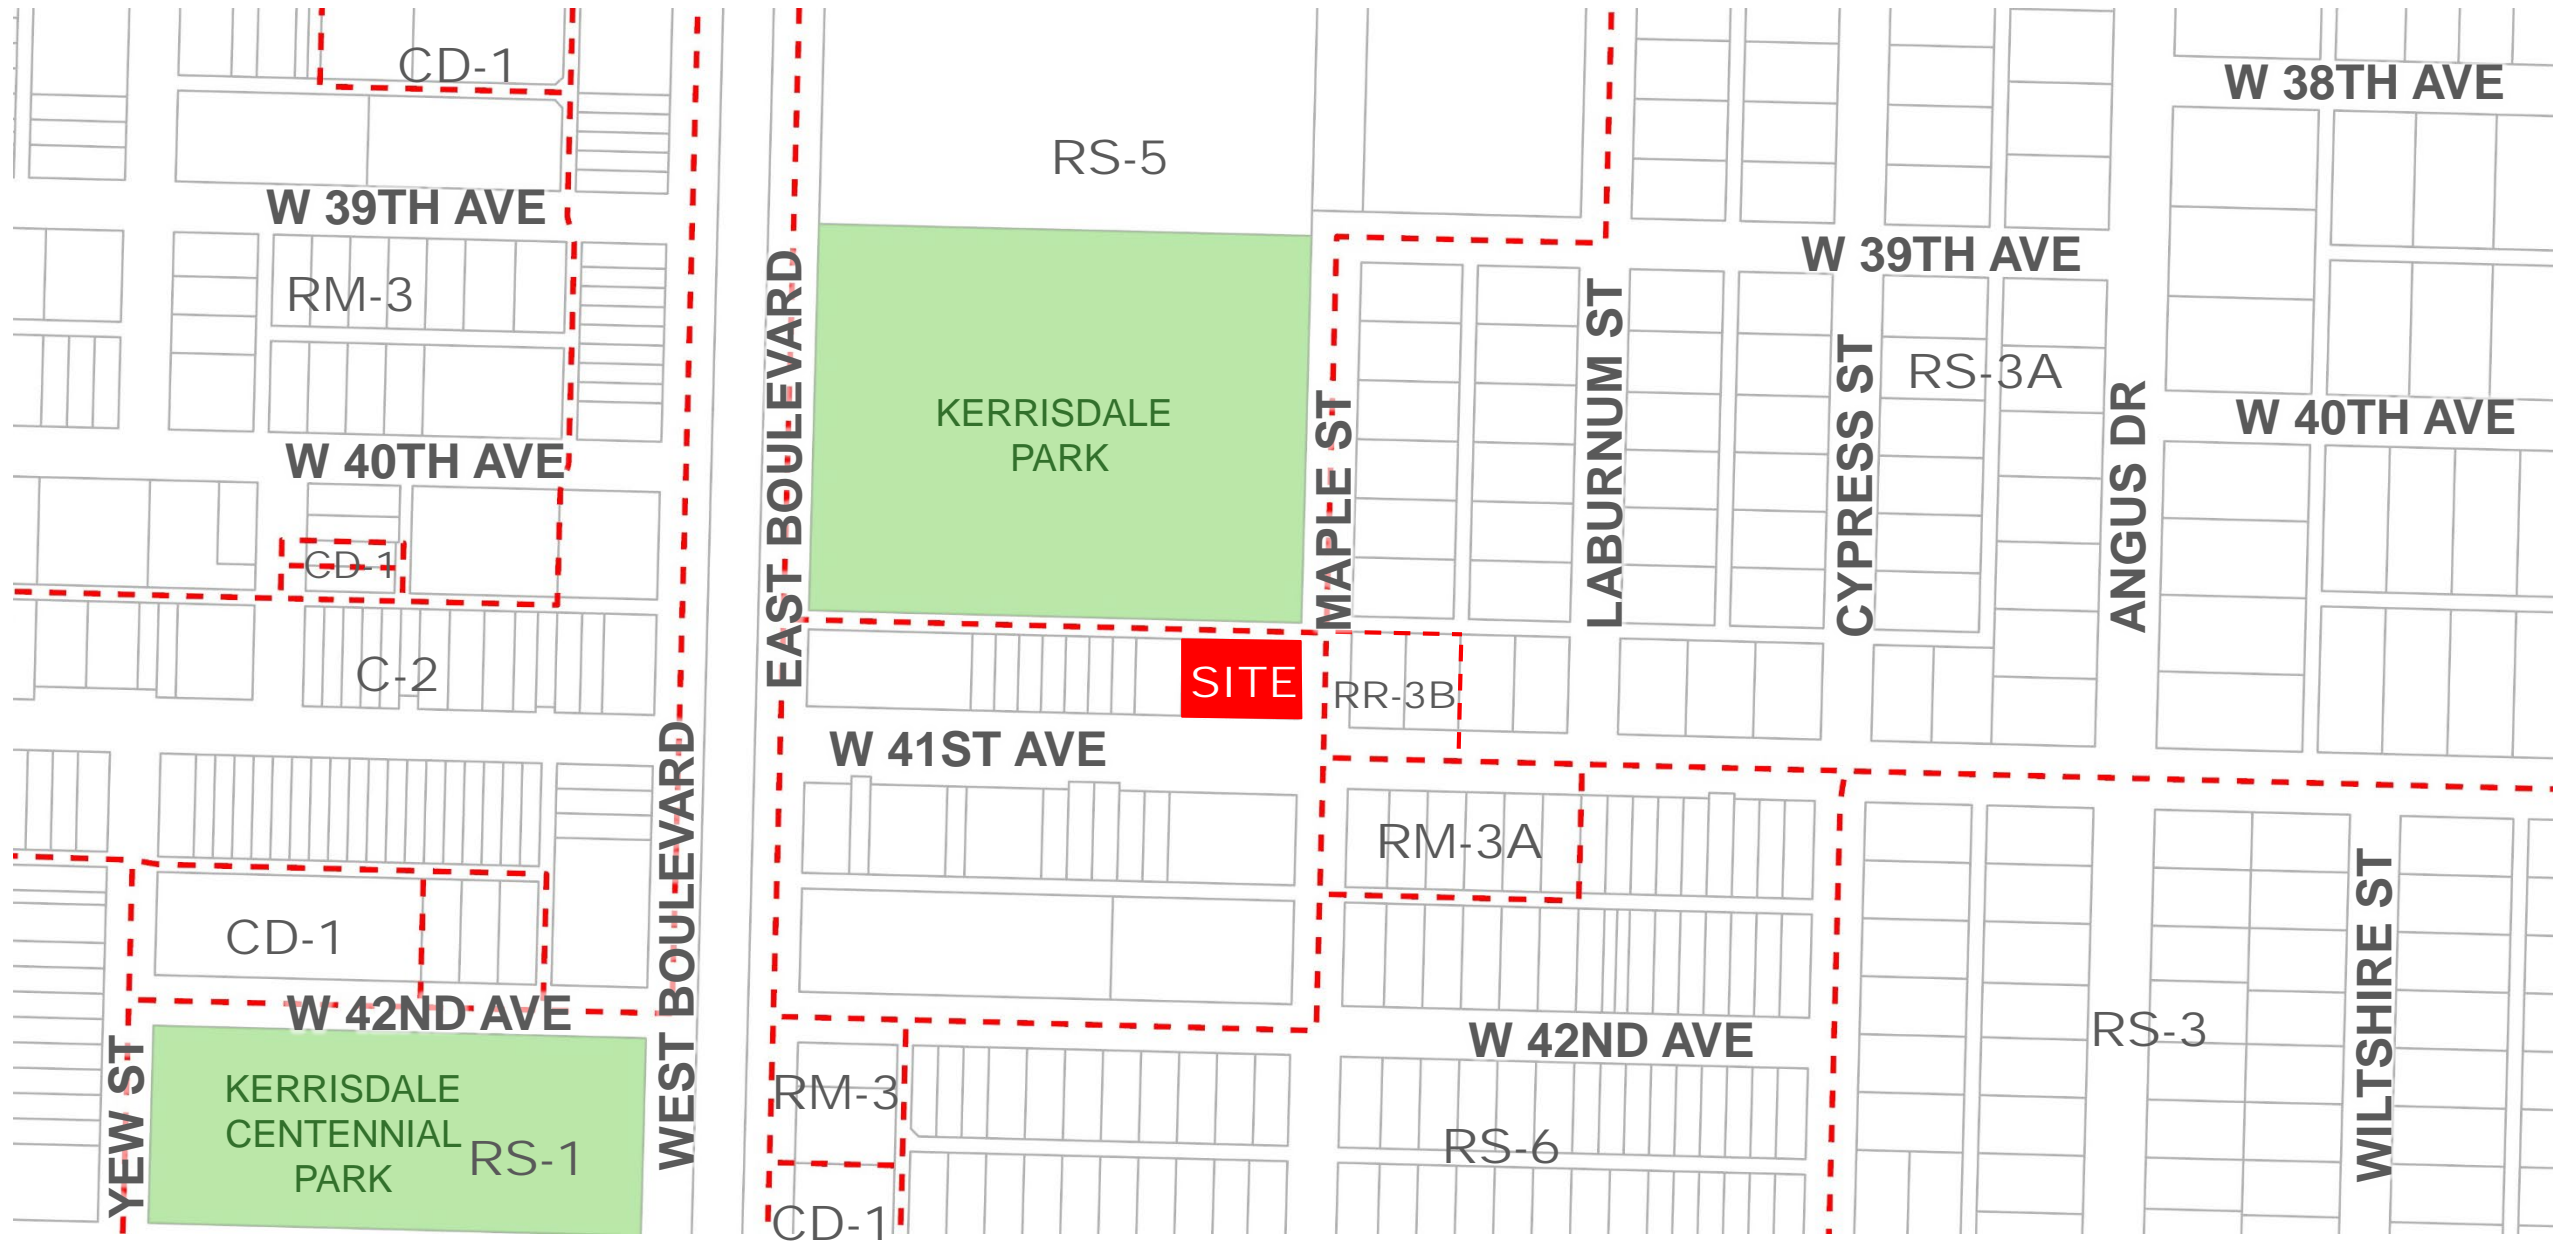 CD-1
W 38TH AVE
RS-5
W 39TH AVE
W 39TH AVE
RM-3
EAST BOULEVARD
KERRISDALE
PARK
MAPLE ST
LABURNUM ST
CYPRESS ST
RS-3A
ANGUS DR
W 40TH AVE
W 40TH AVE
CD-1
C-2
SITE
RR-3B
W 41ST AVE
WEST BOULEVARD
RM-3A
CD-1
W 42ND AVE
W 42ND AVE
RS-3
WILTSHIRE ST
YEW ST
KERRISDALE
CENTENNIAL
PARK
RS-1
RM-3
RS-6
CD-1